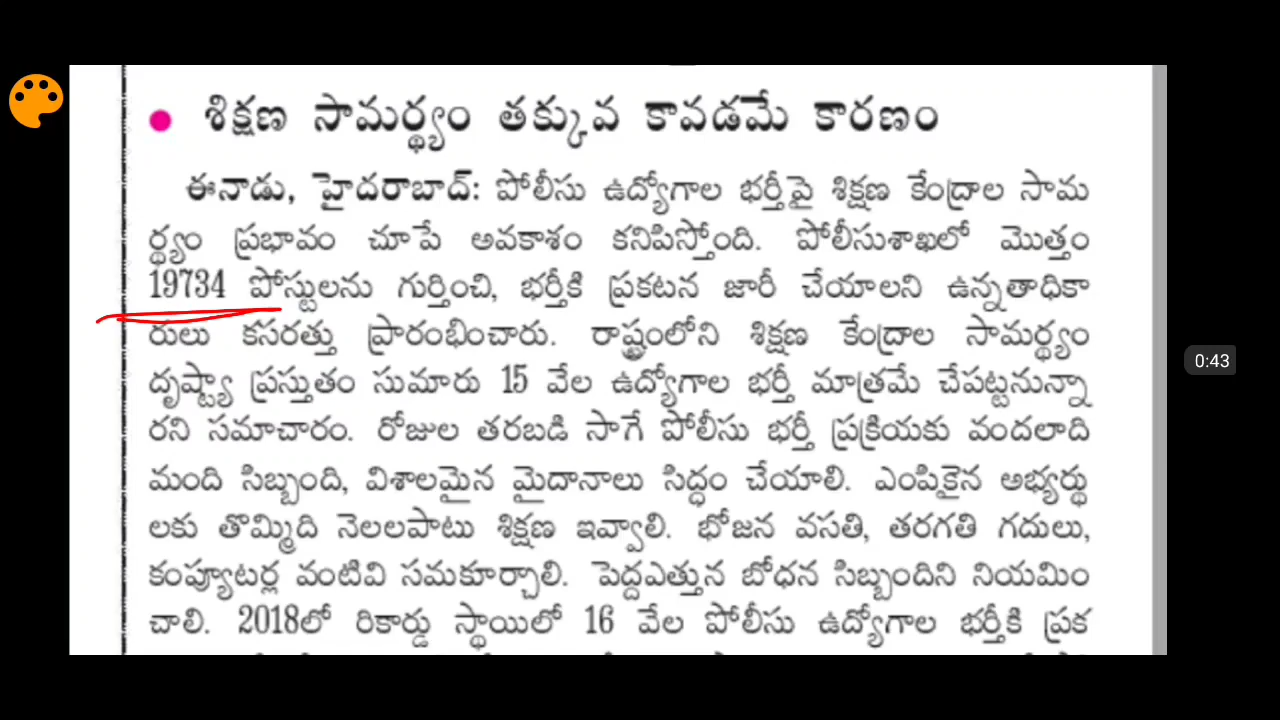 • శిక్షణ సామర్థ్యం తక్కువ కావడమే కారణం
ఈనాడు, హైదరాబాద్: పోలీసు ఉద్యోగాల భర్తీపై శిక్షణ కేంద్రాల సామ
ర్థ్యం ప్రభావం చూపే అవకాశం కనిపిస్తోంది. పోలీసుశాఖలో మొత్తం
19734 పోస్టులను గుర్తించి, భర్తీకి ప్రకటన జారీ చేయాలని ఉన్నతాధికా
రులు కసరత్తు ప్రారంభించారు. రాష్ట్రంలోని శిక్షణ కేంద్రాల సామర్థ్యం
దృష్ట్యా ప్రస్తుతం సుమారు 15 వేల ఉద్యోగాల భర్తీ మాత్రమే చేపట్టనున్నా
రని సమాచారం. రోజుల తరబడి సాగే పోలీసు భర్తీ ప్రక్రియకు వందలాది
మంది సిబ్బంది, విశాలమైన మైదానాలు సిద్ధం చేయాలి. ఎంపికైన అభ్యర్థు
లకు తొమ్మిది నెలలపాటు శిక్షణ ఇవ్వాలి. భోజన వసతి, తరగతి గదులు,
కంప్యూటర్ల వంటివి సమకూర్చాలి. పెద్దఎత్తున బోధన సిబ్బందిని నియమిం
చాలి. 2018లో రికార్డు స్థాయిలో 16 వేల పోలీసు ఉద్యోగాల భర్తీకి ప్రక
0:43